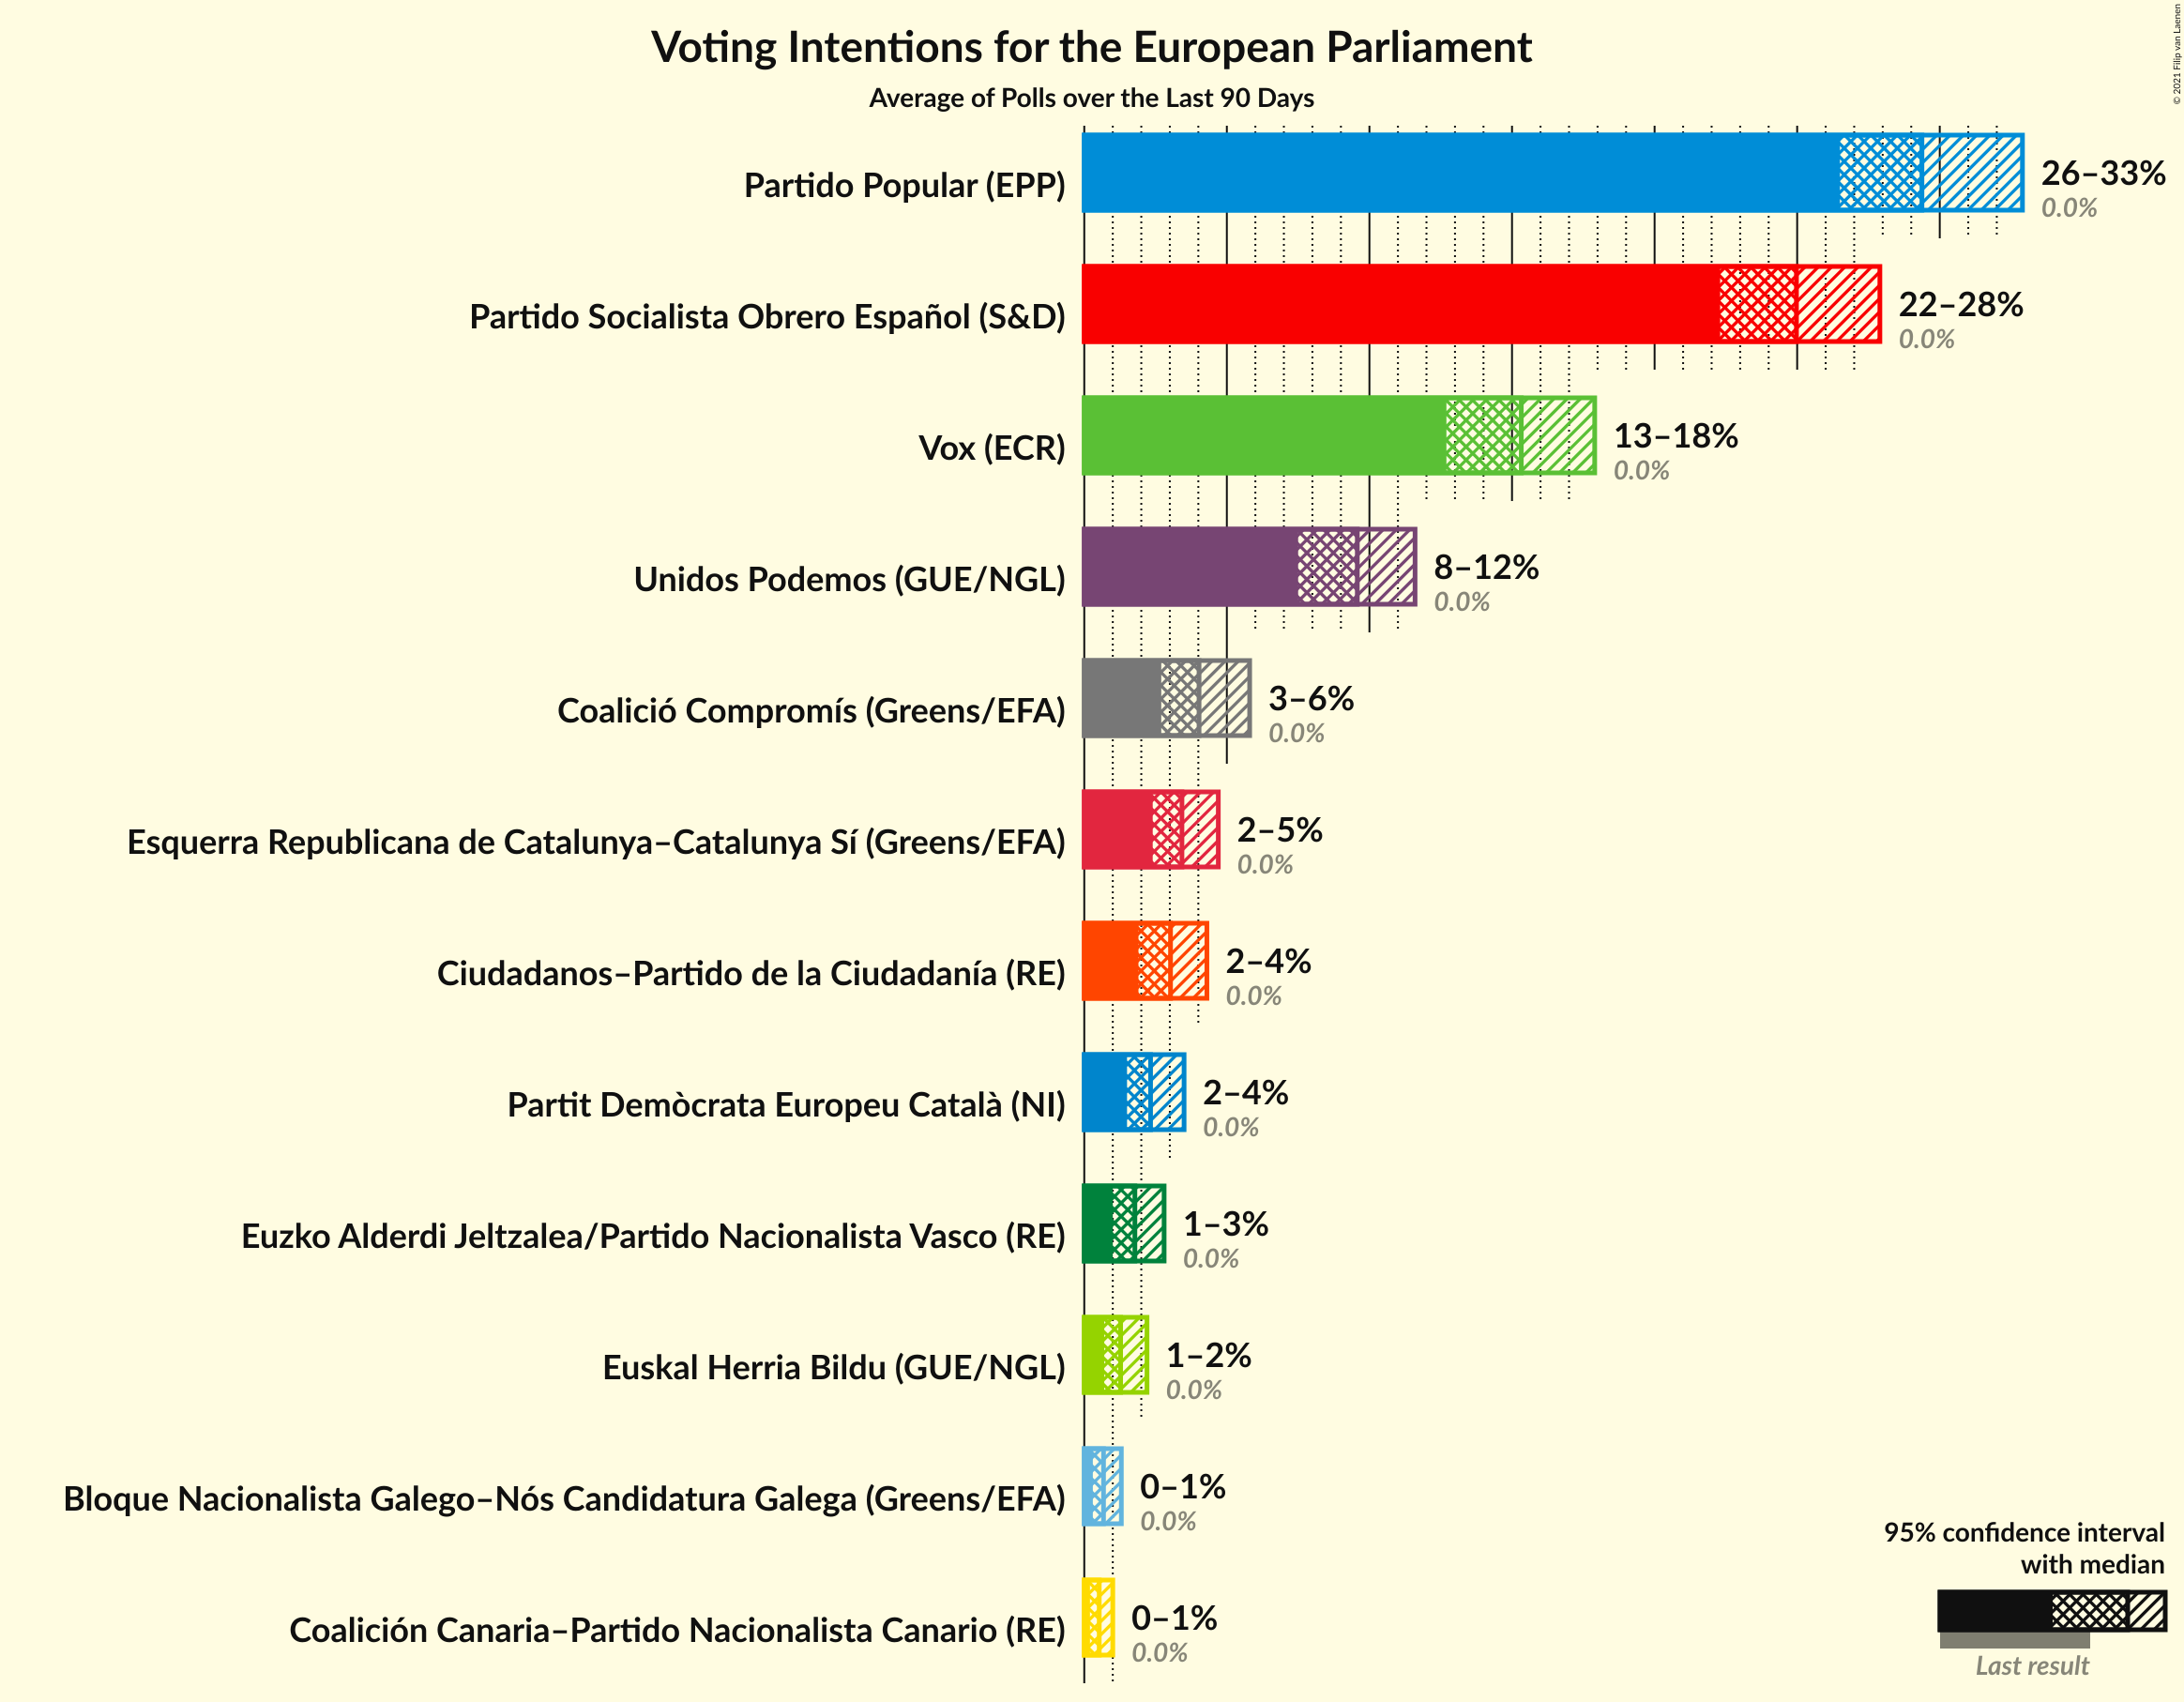 Voting Intentions for the European Parliament
Average of Polls over the Last 90 Days
© 2021 Filip van Laenen
Partido Popular (EPP)
26–33%
0.0%
Partido Socialista Obrero Español (S&D)
22–28%
0.0%
Vox (ECR)
13–18%
0.0%
Unidos Podemos (GUE/NGL)
8–12%
0.0%
Coalició Compromís (Greens/EFA)
3–6%
0.0%
Esquerra Republicana de Catalunya–Catalunya Sí (Greens/EFA)
2–5%
0.0%
Ciudadanos–Partido de la Ciudadanía (RE)
2–4%
0.0%
Partit Demòcrata Europeu Català (NI)
2–4%
0.0%
Euzko Alderdi Jeltzalea/Partido Nacionalista Vasco (RE)
1–3%
0.0%
Euskal Herria Bildu (GUE/NGL)
1–2%
0.0%
Bloque Nacionalista Galego–Nós Candidatura Galega (Greens/EFA)
0–1%
0.0%
Coalición Canaria–Partido Nacionalista Canario (RE)
0–1%
0.0%
95% confidence interval
with median
Last result